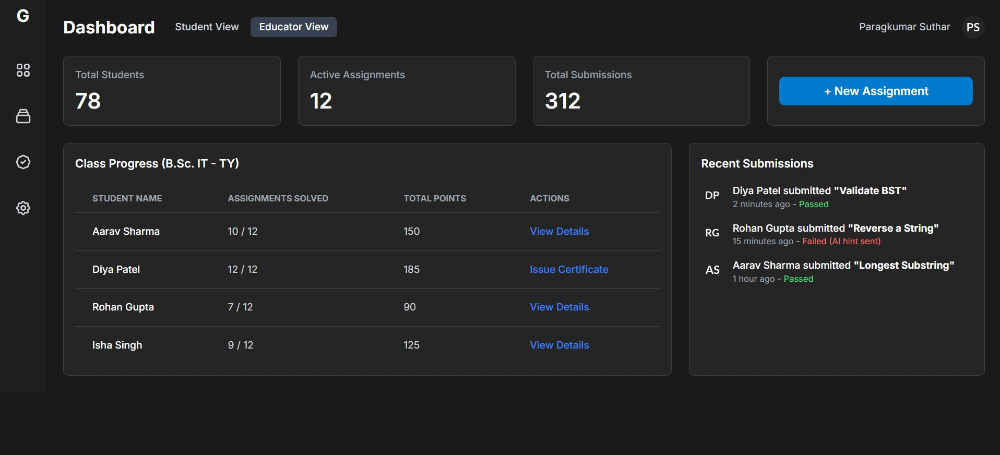 G
Dashboard
Student View
Educator View
Paragkumar Suthar
PS
Total Students
78
Active Assignments
12
Total Submissions
312
+ New Assignment
Class Progress (B.Sc. IT - TY)
STUDENT NAME ASSIGNMENTS SOLVED TOTAL POINTS ACTIONS
Aarav Sharma 10 / 12 150 View Details
Diya Patel 12 / 12 185 Issue Certificate
Rohan Gupta 7 / 12 90 View Details
Isha Singh 9 / 12 125 View Details
Recent Submissions
DP
Diya Patel submitted "Validate BST"
2 minutes ago - Passed
RG
Rohan Gupta submitted "Reverse a String"
15 minutes ago - Failed (AI hint sent)
AS
Aarav Sharma submitted "Longest Substring"
1 hour ago - Passed